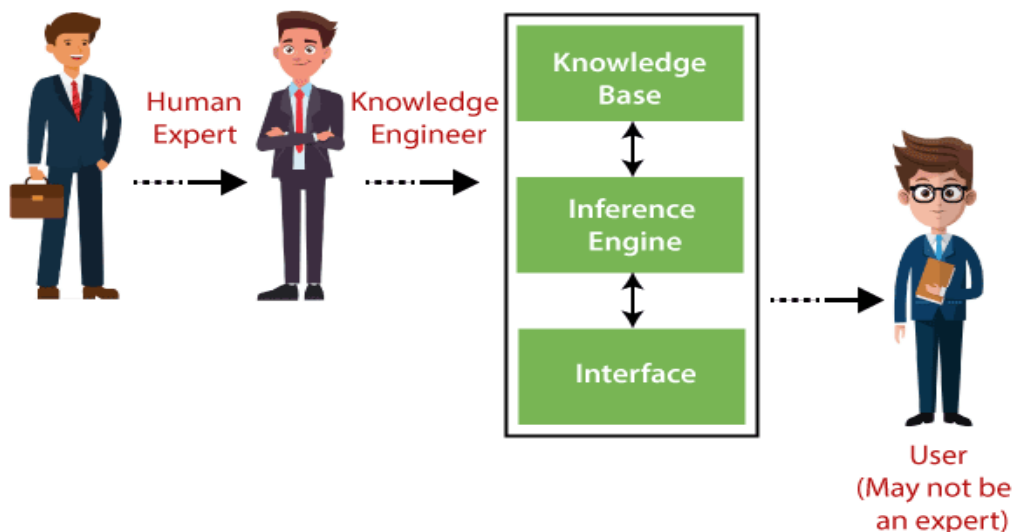 Human
Expert
Knowledge
Engineer
Knowledge
Base
Inference
Engine
Interface
User
(May not be
an expert)